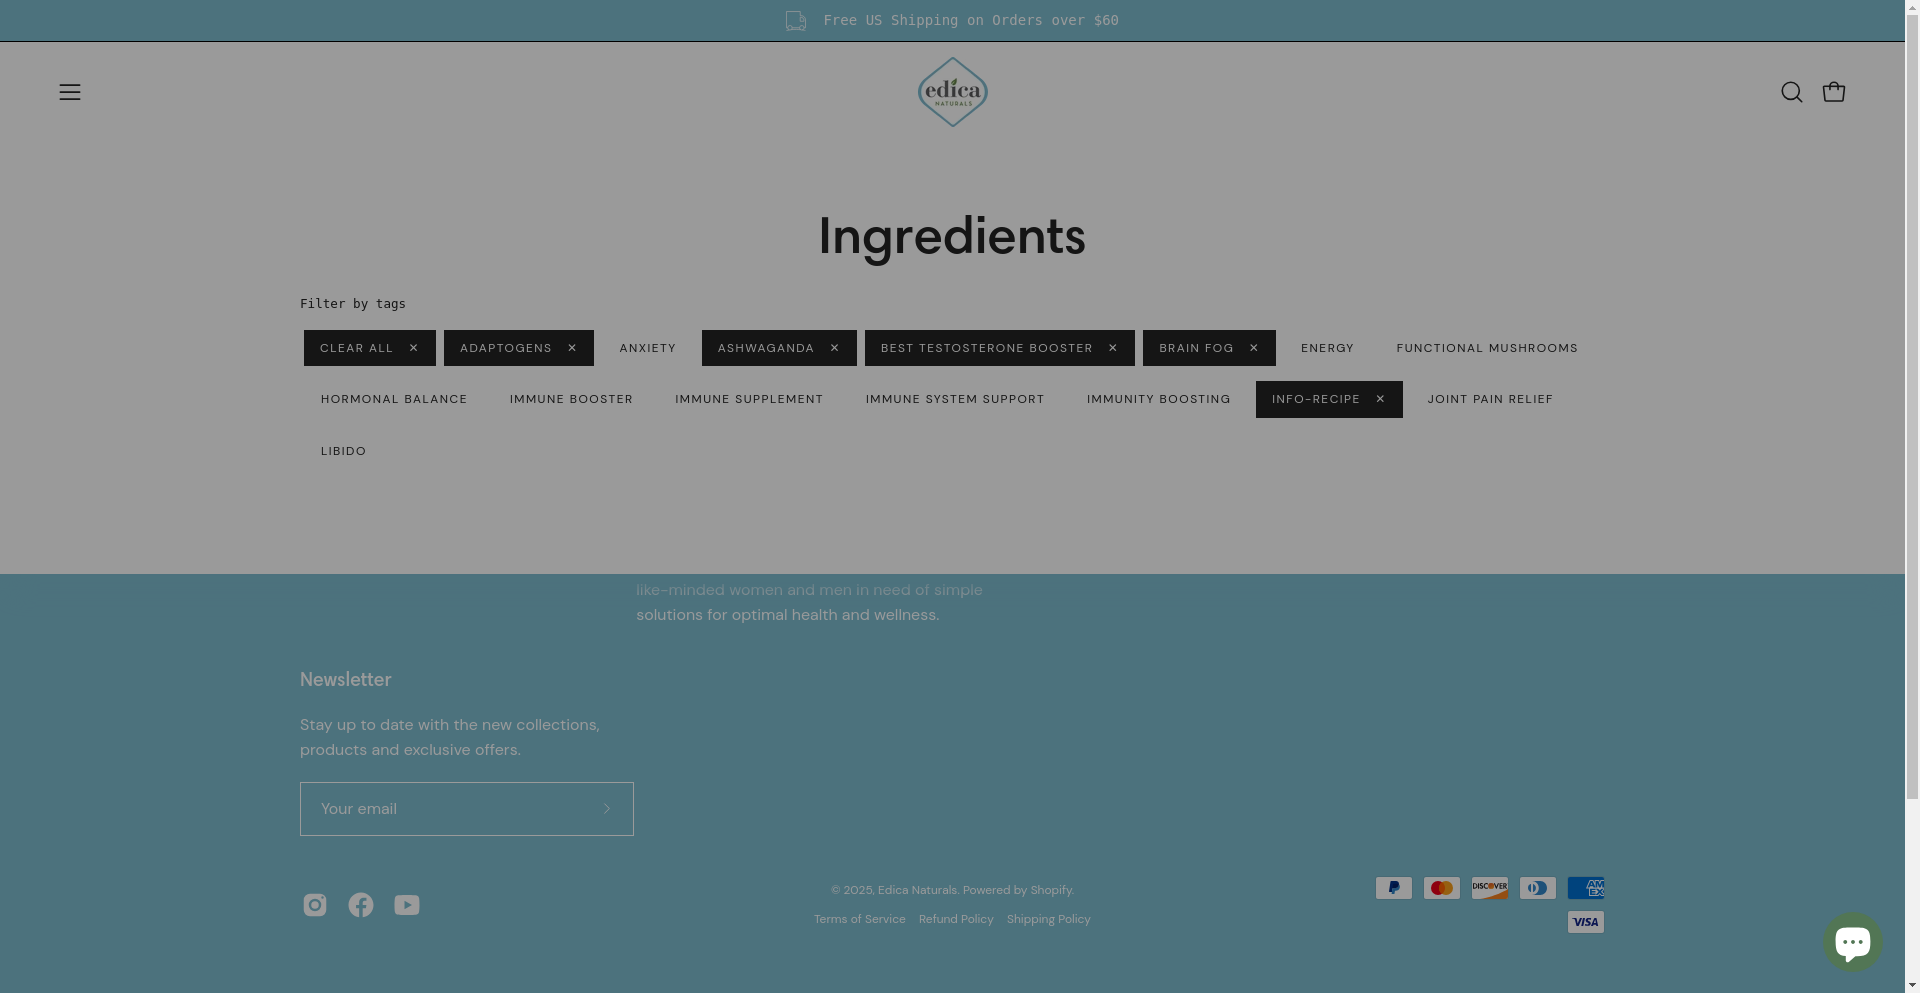 Free US Shipping on Orders over $60
edica
NATURALS
Ingredients
Filter by tags
CLEAR ALL ✕ ADAPTOGENS ✕ ANXIETY ASHWAGANDA ✕ BEST TESTOSTERONE BOOSTER ✕ BRAIN FOG ✕ ENERGY FUNCTIONAL MUSHROOMS
HORMONAL BALANCE IMMUNE BOOSTER IMMUNE SUPPLEMENT IMMUNE SYSTEM SUPPORT IMMUNITY BOOSTING INFO-RECIPE ✕ JOINT PAIN RELIEF
LIBIDO
like-minded women and men in need of simple
solutions for optimal health and wellness.
Newsletter
Stay up to date with the new collections,
products and exclusive offers.
Your email
© 2025, Edica Naturals. Powered by Shopify.
Terms of Service Refund Policy Shipping Policy
DISCOVER
AM
EX
VISA